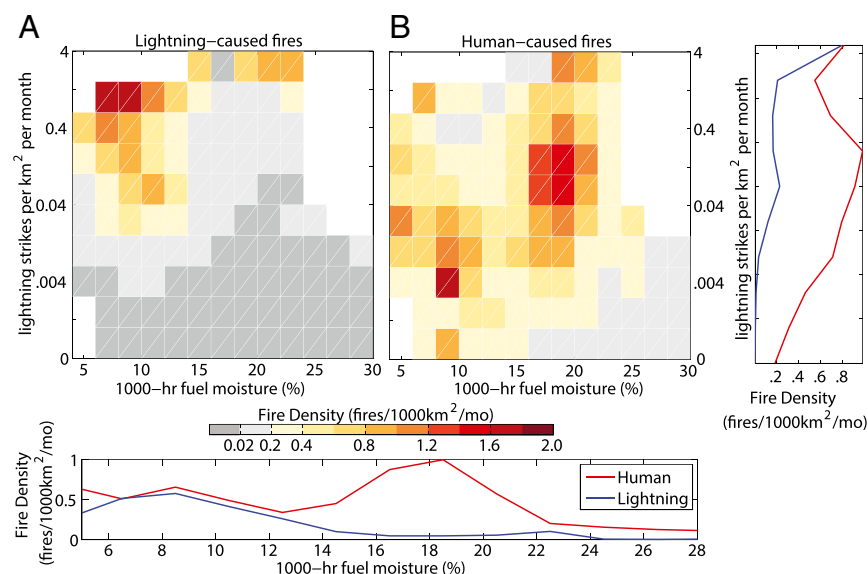 A
Lightning−caused fires
lightning strikes per km² per month
4
0.4
0.04
.004
0
5 10 15 20 25 30
1000−hr fuel moisture (%)
B
Human−caused fires
4
0.4
0.04
.004
0
5 10 15 20 25 30
1000−hr fuel moisture (%)
lightning strikes per km² per month
.2 .4 .6 .8
Fire Density
(fires/1000km²/mo)
Fire Density (fires/1000km²/mo)
0.02 0.2 0.4 0.8 1.2 1.6 2.0
Fire Density
(fires/1000km²/mo)
1
0.5
0
Human
Lightning
6 8 10 12 14 16 18 20 22 24 26 28
1000−hr fuel moisture (%)